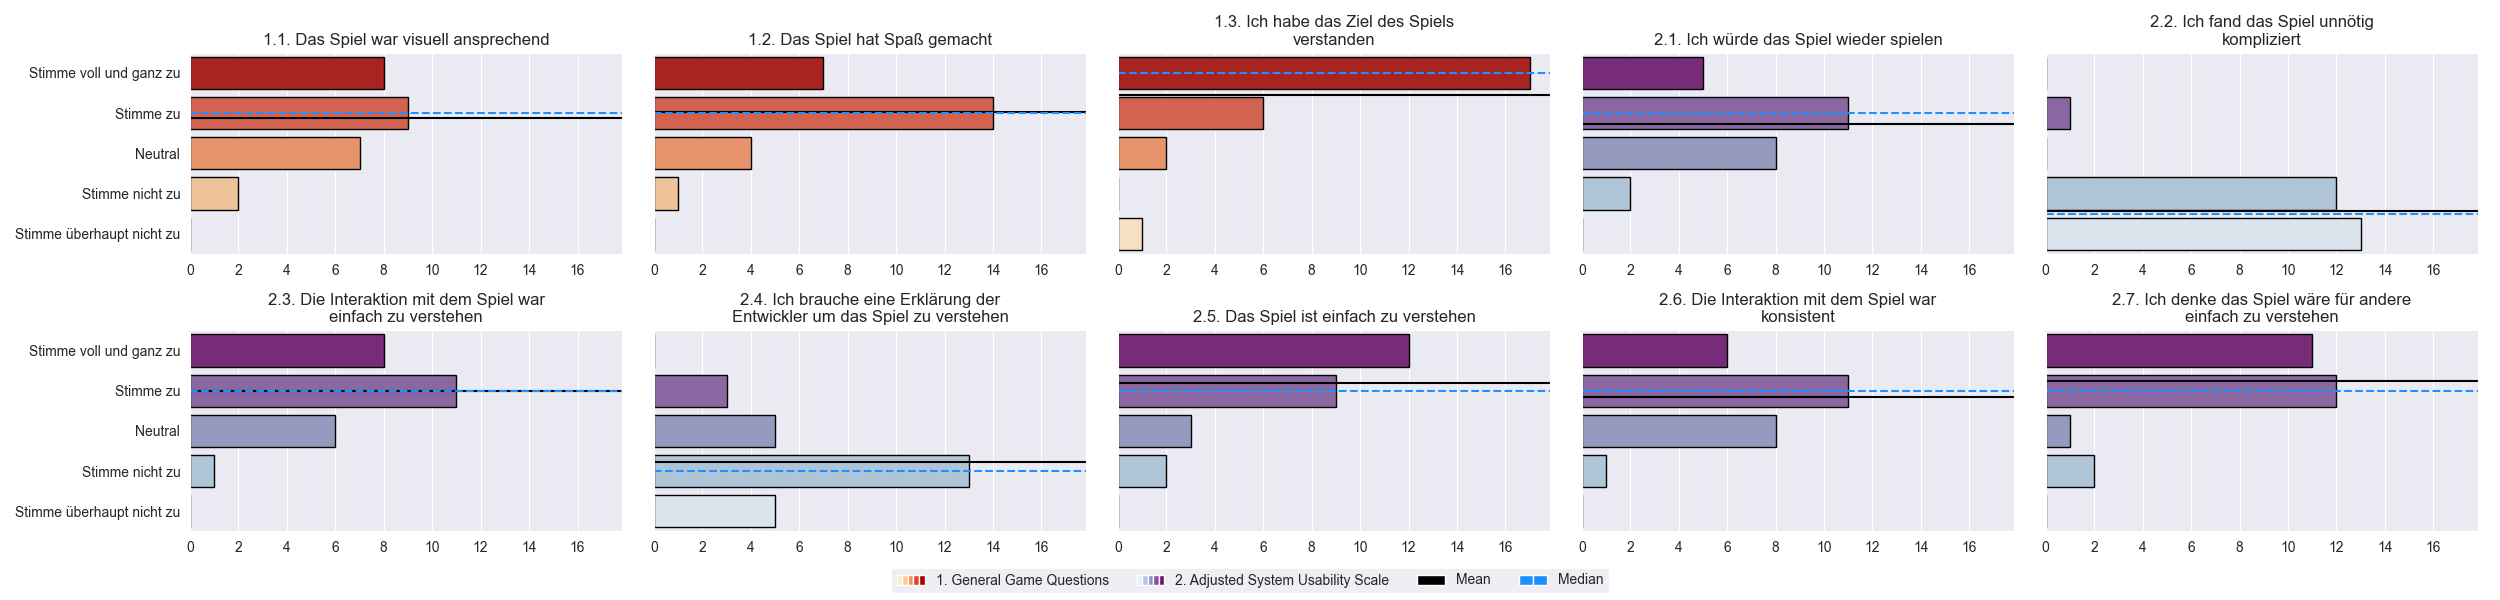 1.1. Das Spiel war visuell ansprechend
Stimme voll und ganz zu
Stimme zu
Neutral
Stimme nicht zu
Stimme überhaupt nicht zu
0 2 4 6 8 10 12 14 16
1.2. Das Spiel hat Spaß gemacht
0 2 4 6 8 10 12 14 16
1.3. Ich habe das Ziel des Spiels
verstanden
0 2 4 6 8 10 12 14 16
2.1. Ich würde das Spiel wieder spielen
0 2 4 6 8 10 12 14 16
2.2. Ich fand das Spiel unnötig
kompliziert
0 2 4 6 8 10 12 14 16
2.3. Die Interaktion mit dem Spiel war
einfach zu verstehen
Stimme voll und ganz zu
Stimme zu
Neutral
Stimme nicht zu
Stimme überhaupt nicht zu
0 2 4 6 8 10 12 14 16
2.4. Ich brauche eine Erklärung der
Entwickler um das Spiel zu verstehen
0 2 4 6 8 10 12 14 16
2.5. Das Spiel ist einfach zu verstehen
0 2 4 6 8 10 12 14 16
2.6. Die Interaktion mit dem Spiel war
konsistent
0 2 4 6 8 10 12 14 16
2.7. Ich denke das Spiel wäre für andere
einfach zu verstehen
0 2 4 6 8 10 12 14 16
1. General Game Questions
2. Adjusted System Usability Scale
Mean
Median